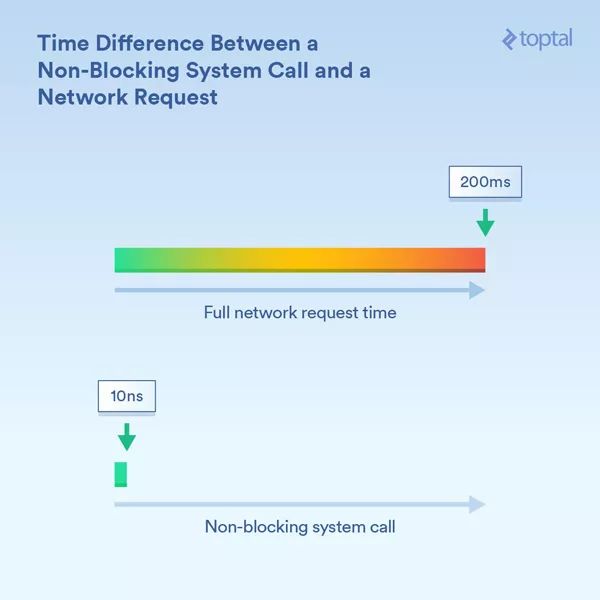 Time Difference Between a
Non-Blocking System Call and a
Network Request
toptal
200ms
Full network request time
10ns
Non-blocking system call